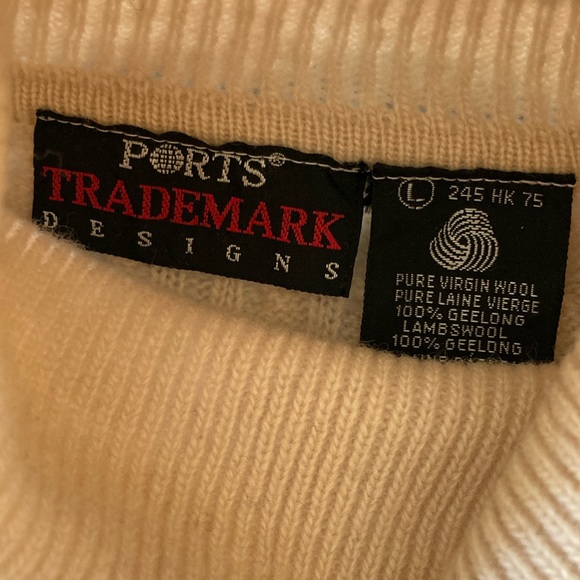 PORTS®
TRADEMARK
DESIGNS
L 245 HK 75
PURE VIRGIN WOOL
PURE LAINE VIERGE
100% GEELONG
LAMBSWOOL
100% GEELONG